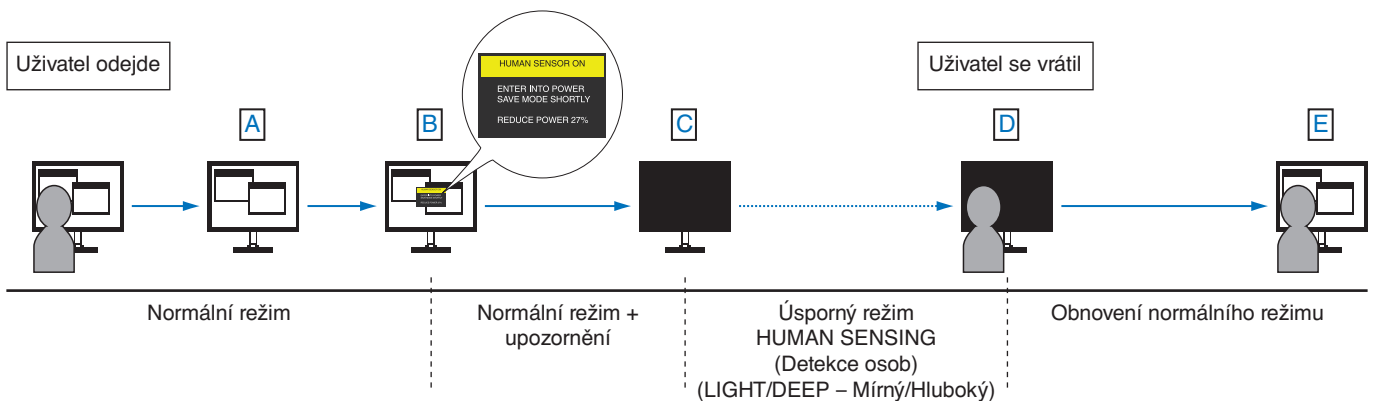 Uživatel odejde
Uživatel se vrátil
HUMAN SENSOR ON
ENTER INTO POWER
SAVE MODE SHORTLY
REDUCE POWER 27%
A
B
C
D
E
Normální režim
Normální režim +
upozornění
Úsporný režim
HUMAN SENSING
(Detekce osob)
(LIGHT/DEEP – Mírný/Hluboký)
Obnovení normálního režimu